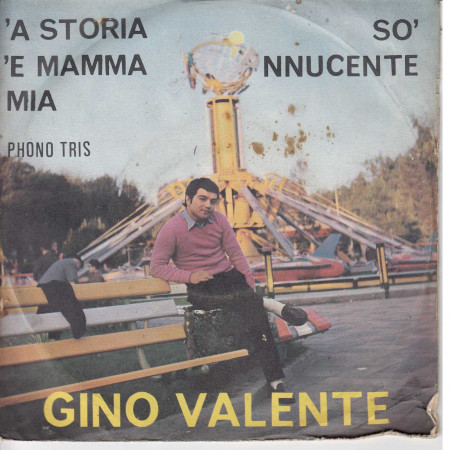 'A STORIA
'E MAMMA
MIA
SO'
NNUCENTE
PHONO TRIS
GINO VALENTE